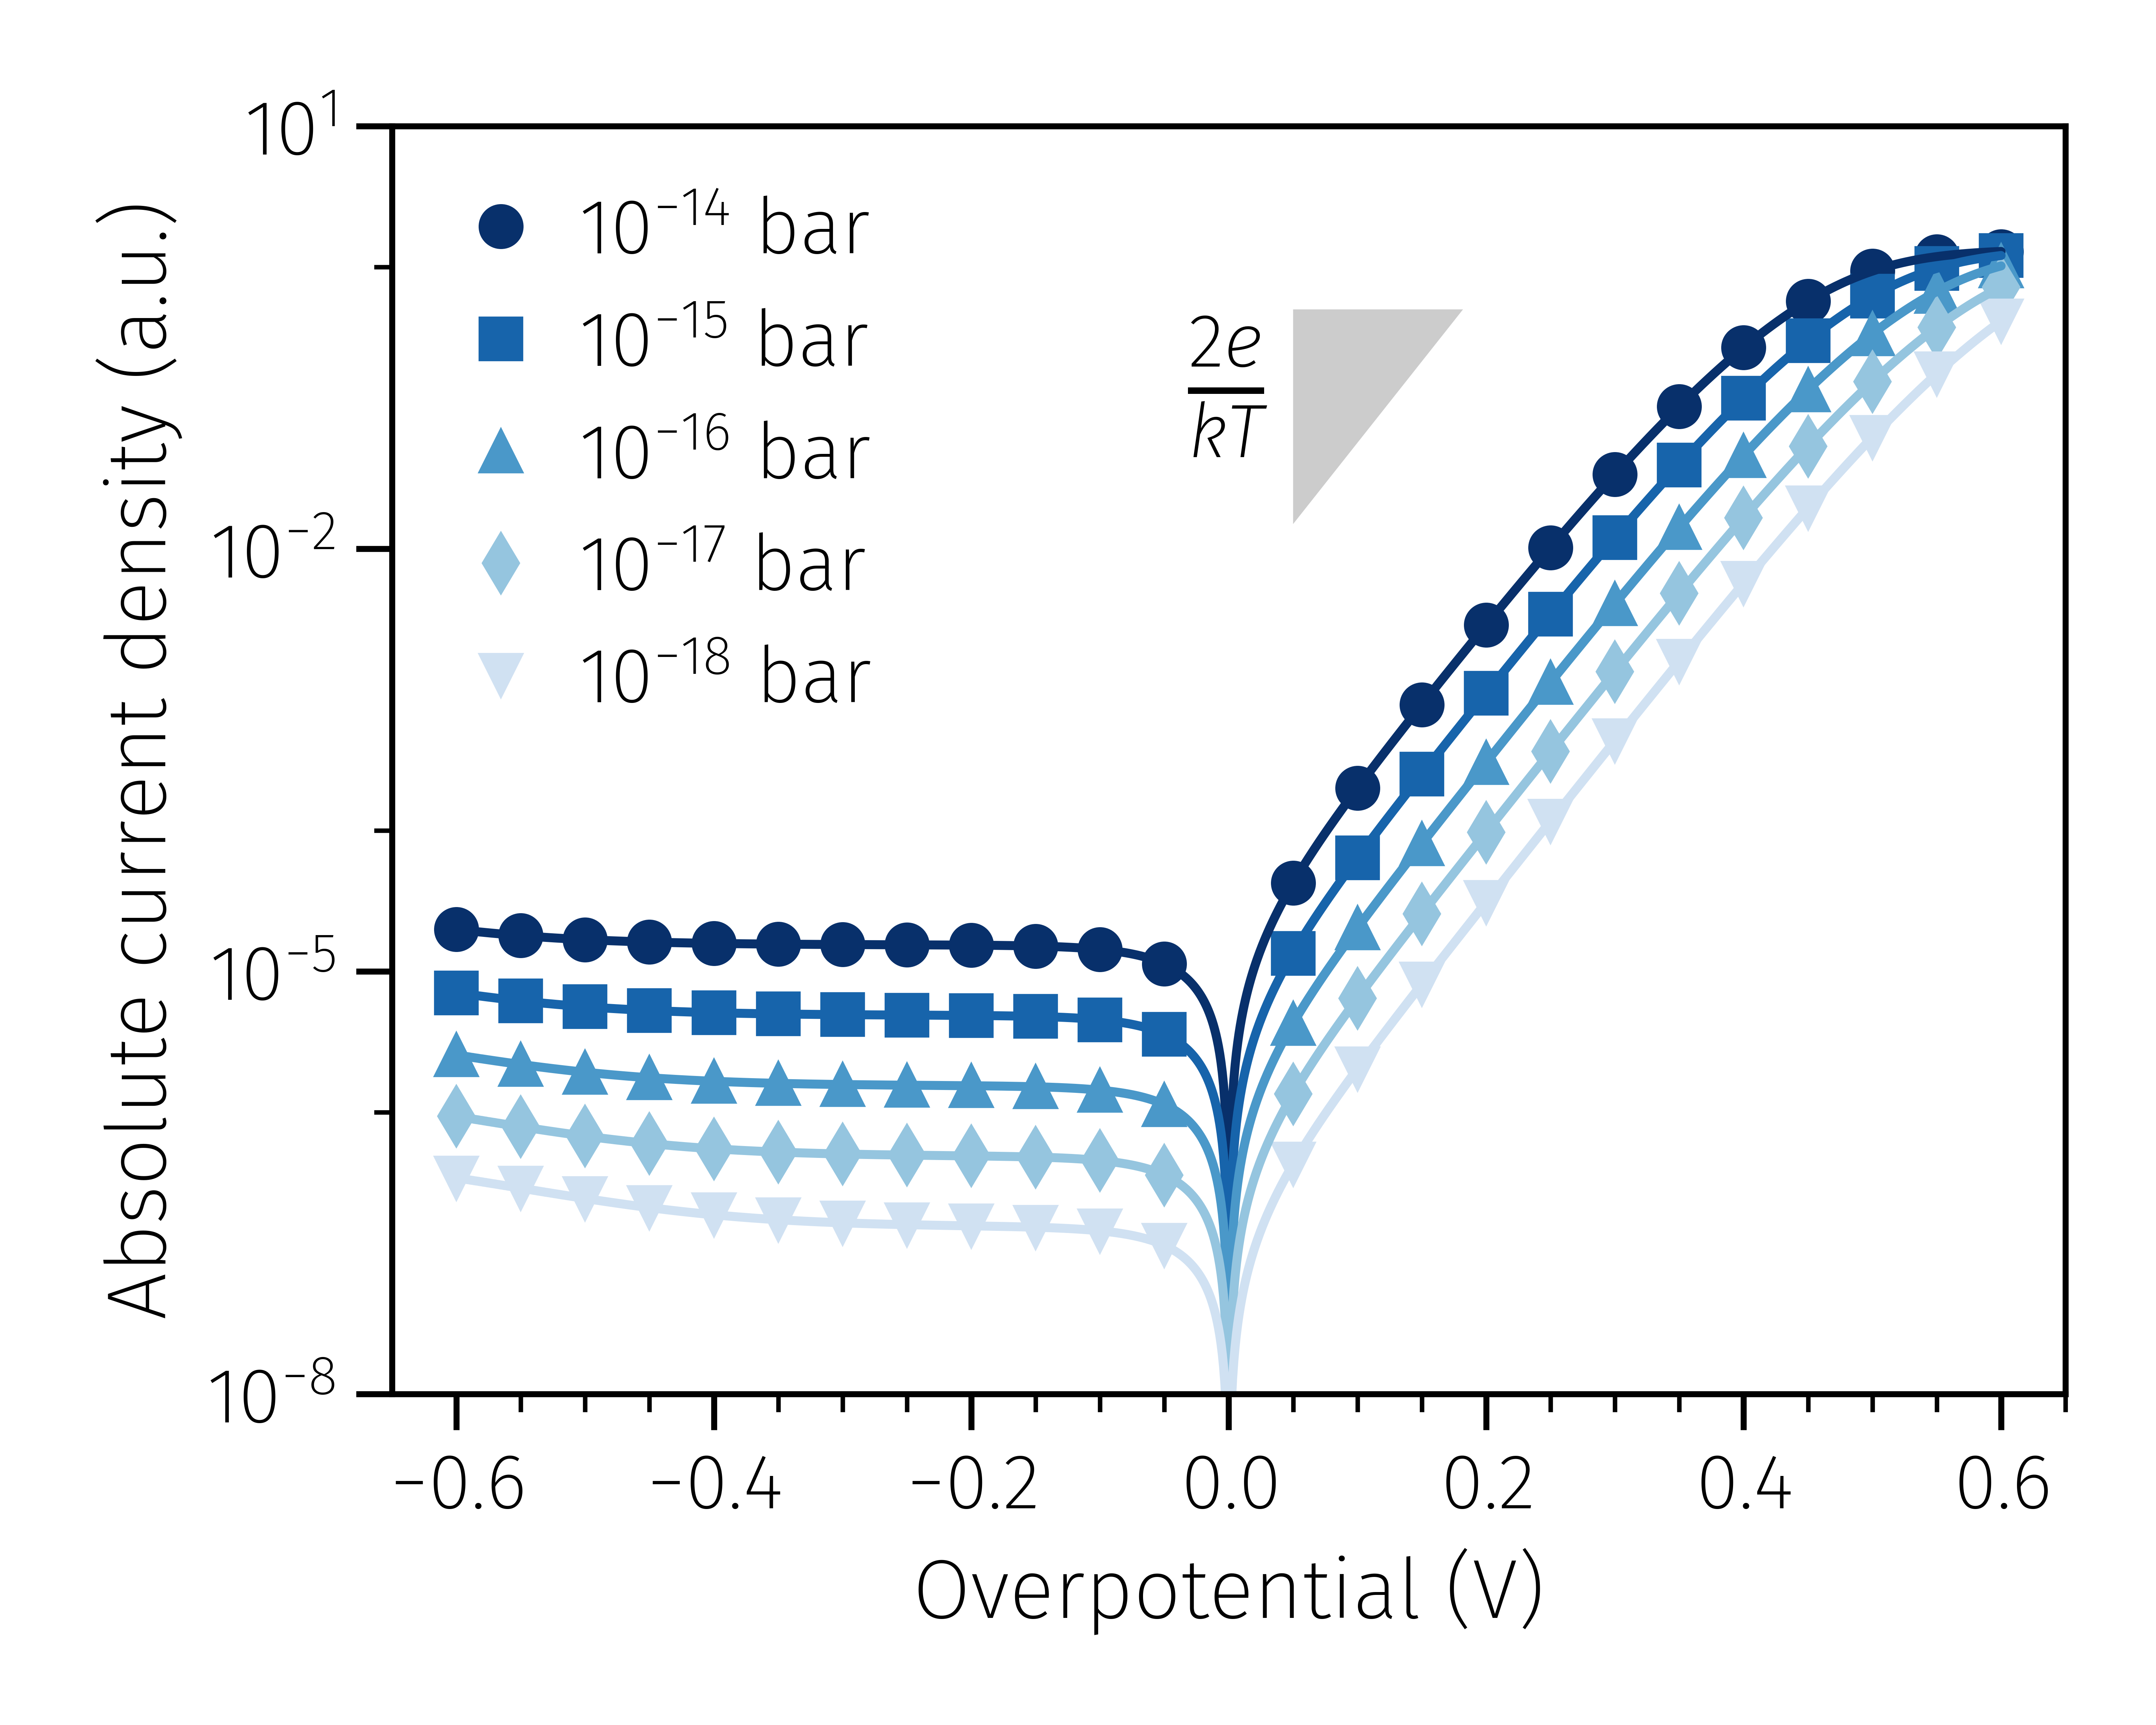 Absolute current density (a.u.)
10¹
10⁻²
10⁻⁵
10⁻⁸
10⁻¹⁴ bar
10⁻¹⁵ bar
10⁻¹⁶ bar
10⁻¹⁷ bar
10⁻¹⁸ bar
2e
kT
−0.6 −0.4 −0.2 0.0 0.2 0.4 0.6
Overpotential (V)